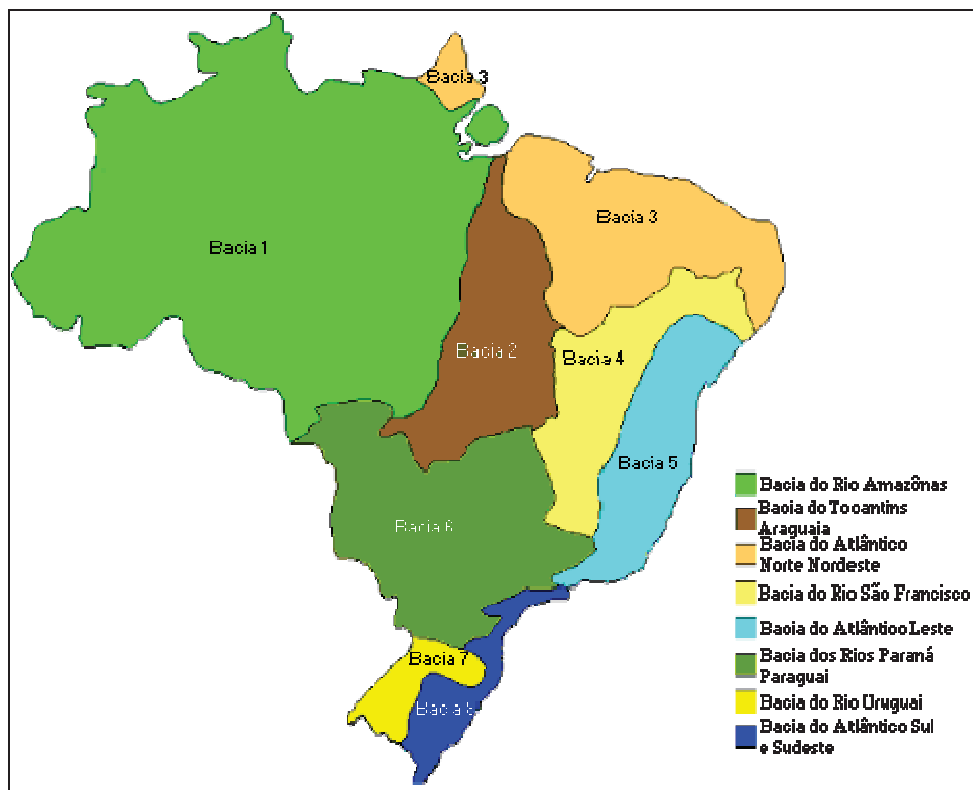 Bacia 3
Bacia 3
Bacia 1
Bacia 2
Bacia 4
Bacia 5
Bacia 6
Bacia 7
Bacia 8
Bacia do Rio Amazônas
Bacia do Tocantins
Araguaia
Bacia do Atlântico
Norte Nordeste
Bacia do Rio São Francisco
Bacia do Atlântico Leste
Bacia dos Rios Paraná
Paraguai
Bacia do Rio Uruguai
Bacia do Atlântico Sul
e Sudeste